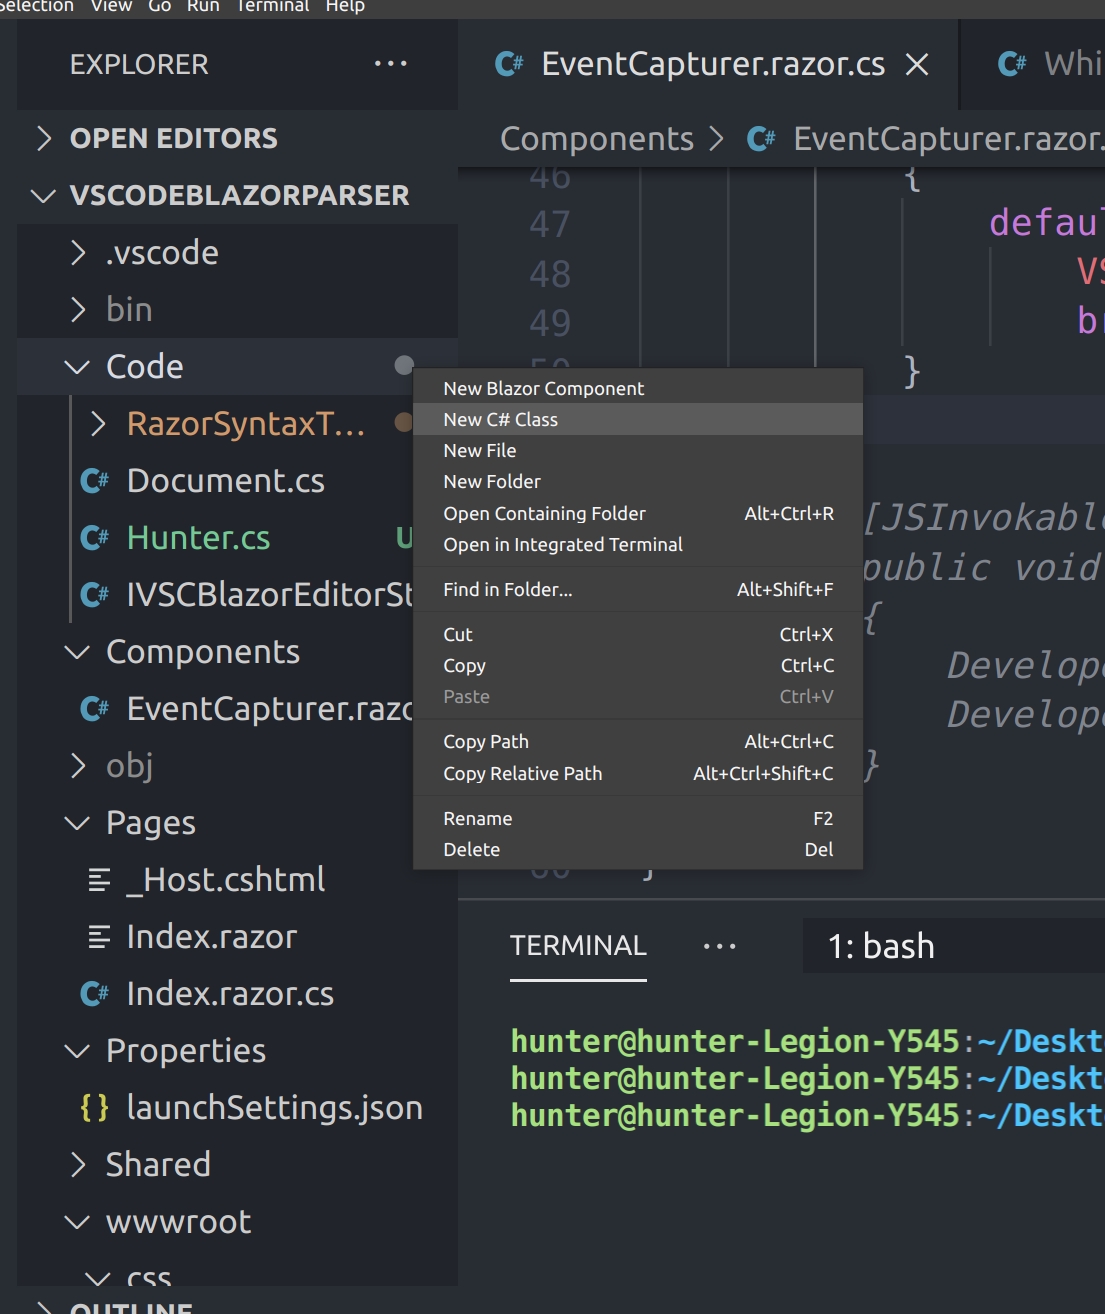 Selection View Go Run Terminal Help
EXPLORER ...
OPEN EDITORS
VSCODEBLAZORPARSER
.vscode
bin
Code
RazorSyntaxT...
Document.cs
Hunter.cs U
IVSCBlazorEditorSt
Components
EventCapturer.razo
obj
Pages
_Host.cshtml
Index.razor
Index.razor.cs
Properties
{} launchSettings.json
Shared
wwwroot
css
OUTLINE
C# EventCapturer.razor.cs × C# Whi
Components > C# EventCapturer.razor.
46 {
47 defau
48 VS
49 b
50 }
New Blazor Component
New C# Class
New File
New Folder
Open Containing Folder Alt+Ctrl+R
Open in Integrated Terminal
Find in Folder... Alt+Shift+F
Cut Ctrl+X
Copy Ctrl+C
Paste Ctrl+V
Copy Path Alt+Ctrl+C
Copy Relative Path Alt+Ctrl+Shift+C
Rename F2
Delete Del
[JSInvokabl
public void
{
Develop
Develop
}
60 }
TERMINAL ... 1: bash
hunter@hunter-Legion-Y545:~/Deskt
hunter@hunter-Legion-Y545:~/Deskt
hunter@hunter-Legion-Y545:~/Deskt